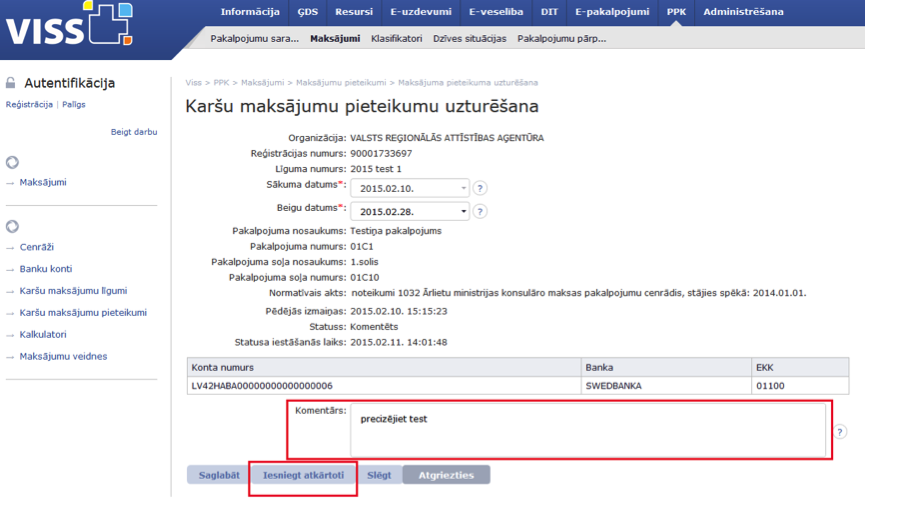 VISS
Informācija ĢDS Resursi E-uzdevumi E-veselība DIT E-pakalpojumi PPK Administrēšana
Pakalpojumu sara... Maksājumi Klasifikatori Dzīves situācijas Pakalpojumu pārp...
Autentifikācija
Reģistrācija | Palīgs
Beigt darbu
→ Maksājumi
→ Cenrāži
→ Banku konti
→ Karšu maksājumu līgumi
→ Karšu maksājumu pieteikumi
→ Kalkulatori
→ Maksājumu veidnes
Viss > PPK > Maksājumi > Maksājumu pieteikumi > Maksājuma pieteikuma uzturēšana
Karšu maksājumu pieteikumu uzturēšana
Organizācija: VALSTS REĢIONĀLĀS ATTĪSTĪBAS AĢENTŪRA
Reģistrācijas numurs: 90001733697
Līguma numurs: 2015 test 1
Sākuma datums*: 2015.02.10. ?
Beigu datums*: 2015.02.28. ?
Pakalpojuma nosaukums: Testiņa pakalpojums
Pakalpojuma numurs: 01C1
Pakalpojuma soļa nosaukums: 1.solis
Pakalpojuma soļa numurs: 01C10
Normatīvais akts: noteikumi 1032 Ārlietu ministrijas konsulāro maksas pakalpojumu cenrādis, stājies spēkā: 2014.01.01.
Pēdējās izmaiņas: 2015.02.10. 15:15:23
Statuss: Komentēts
Statusa iestāšanās laiks: 2015.02.11. 14:01:48
Konta numurs Banka EKK
LV42HABA00000000000000006 SWEDBANKA 01100
Komentārs: precizējiet test ?
Saglabāt Iesniegt atkārtoti Slēgt Atgriezties